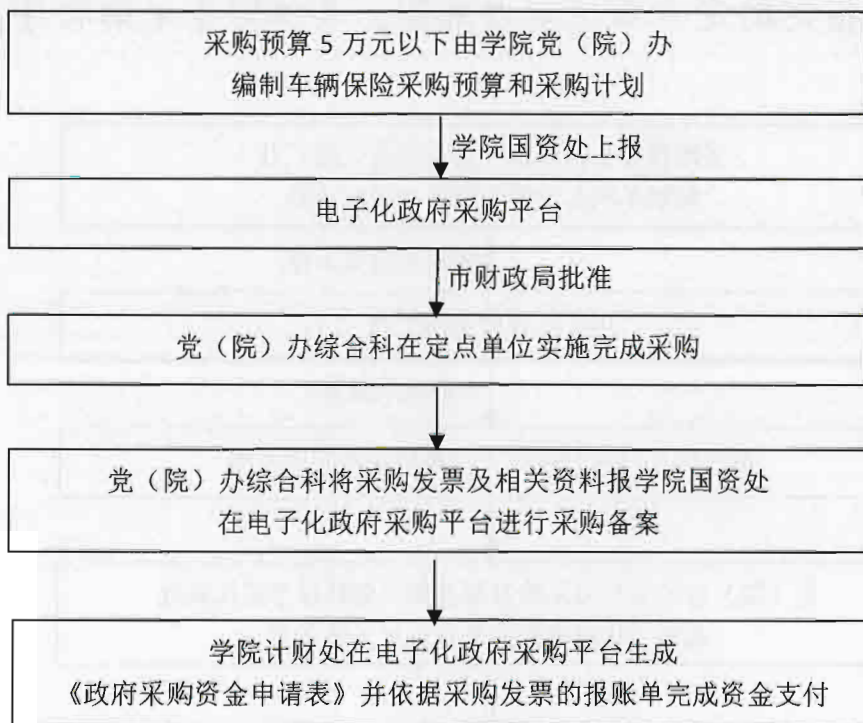 采购预算5万元以下由学院党（院）办
编制车辆保险采购预算和采购计划
学院国资处上报
电子化政府采购平台
市财政局批准
党（院）办综合科在定点单位实施完成采购
党（院）办综合科将采购发票及相关资料报学院国资处
在电子化政府采购平台进行采购备案
学院计财处在电子化政府采购平台生成
《政府采购资金申请表》并依据采购发票的报账单完成资金支付